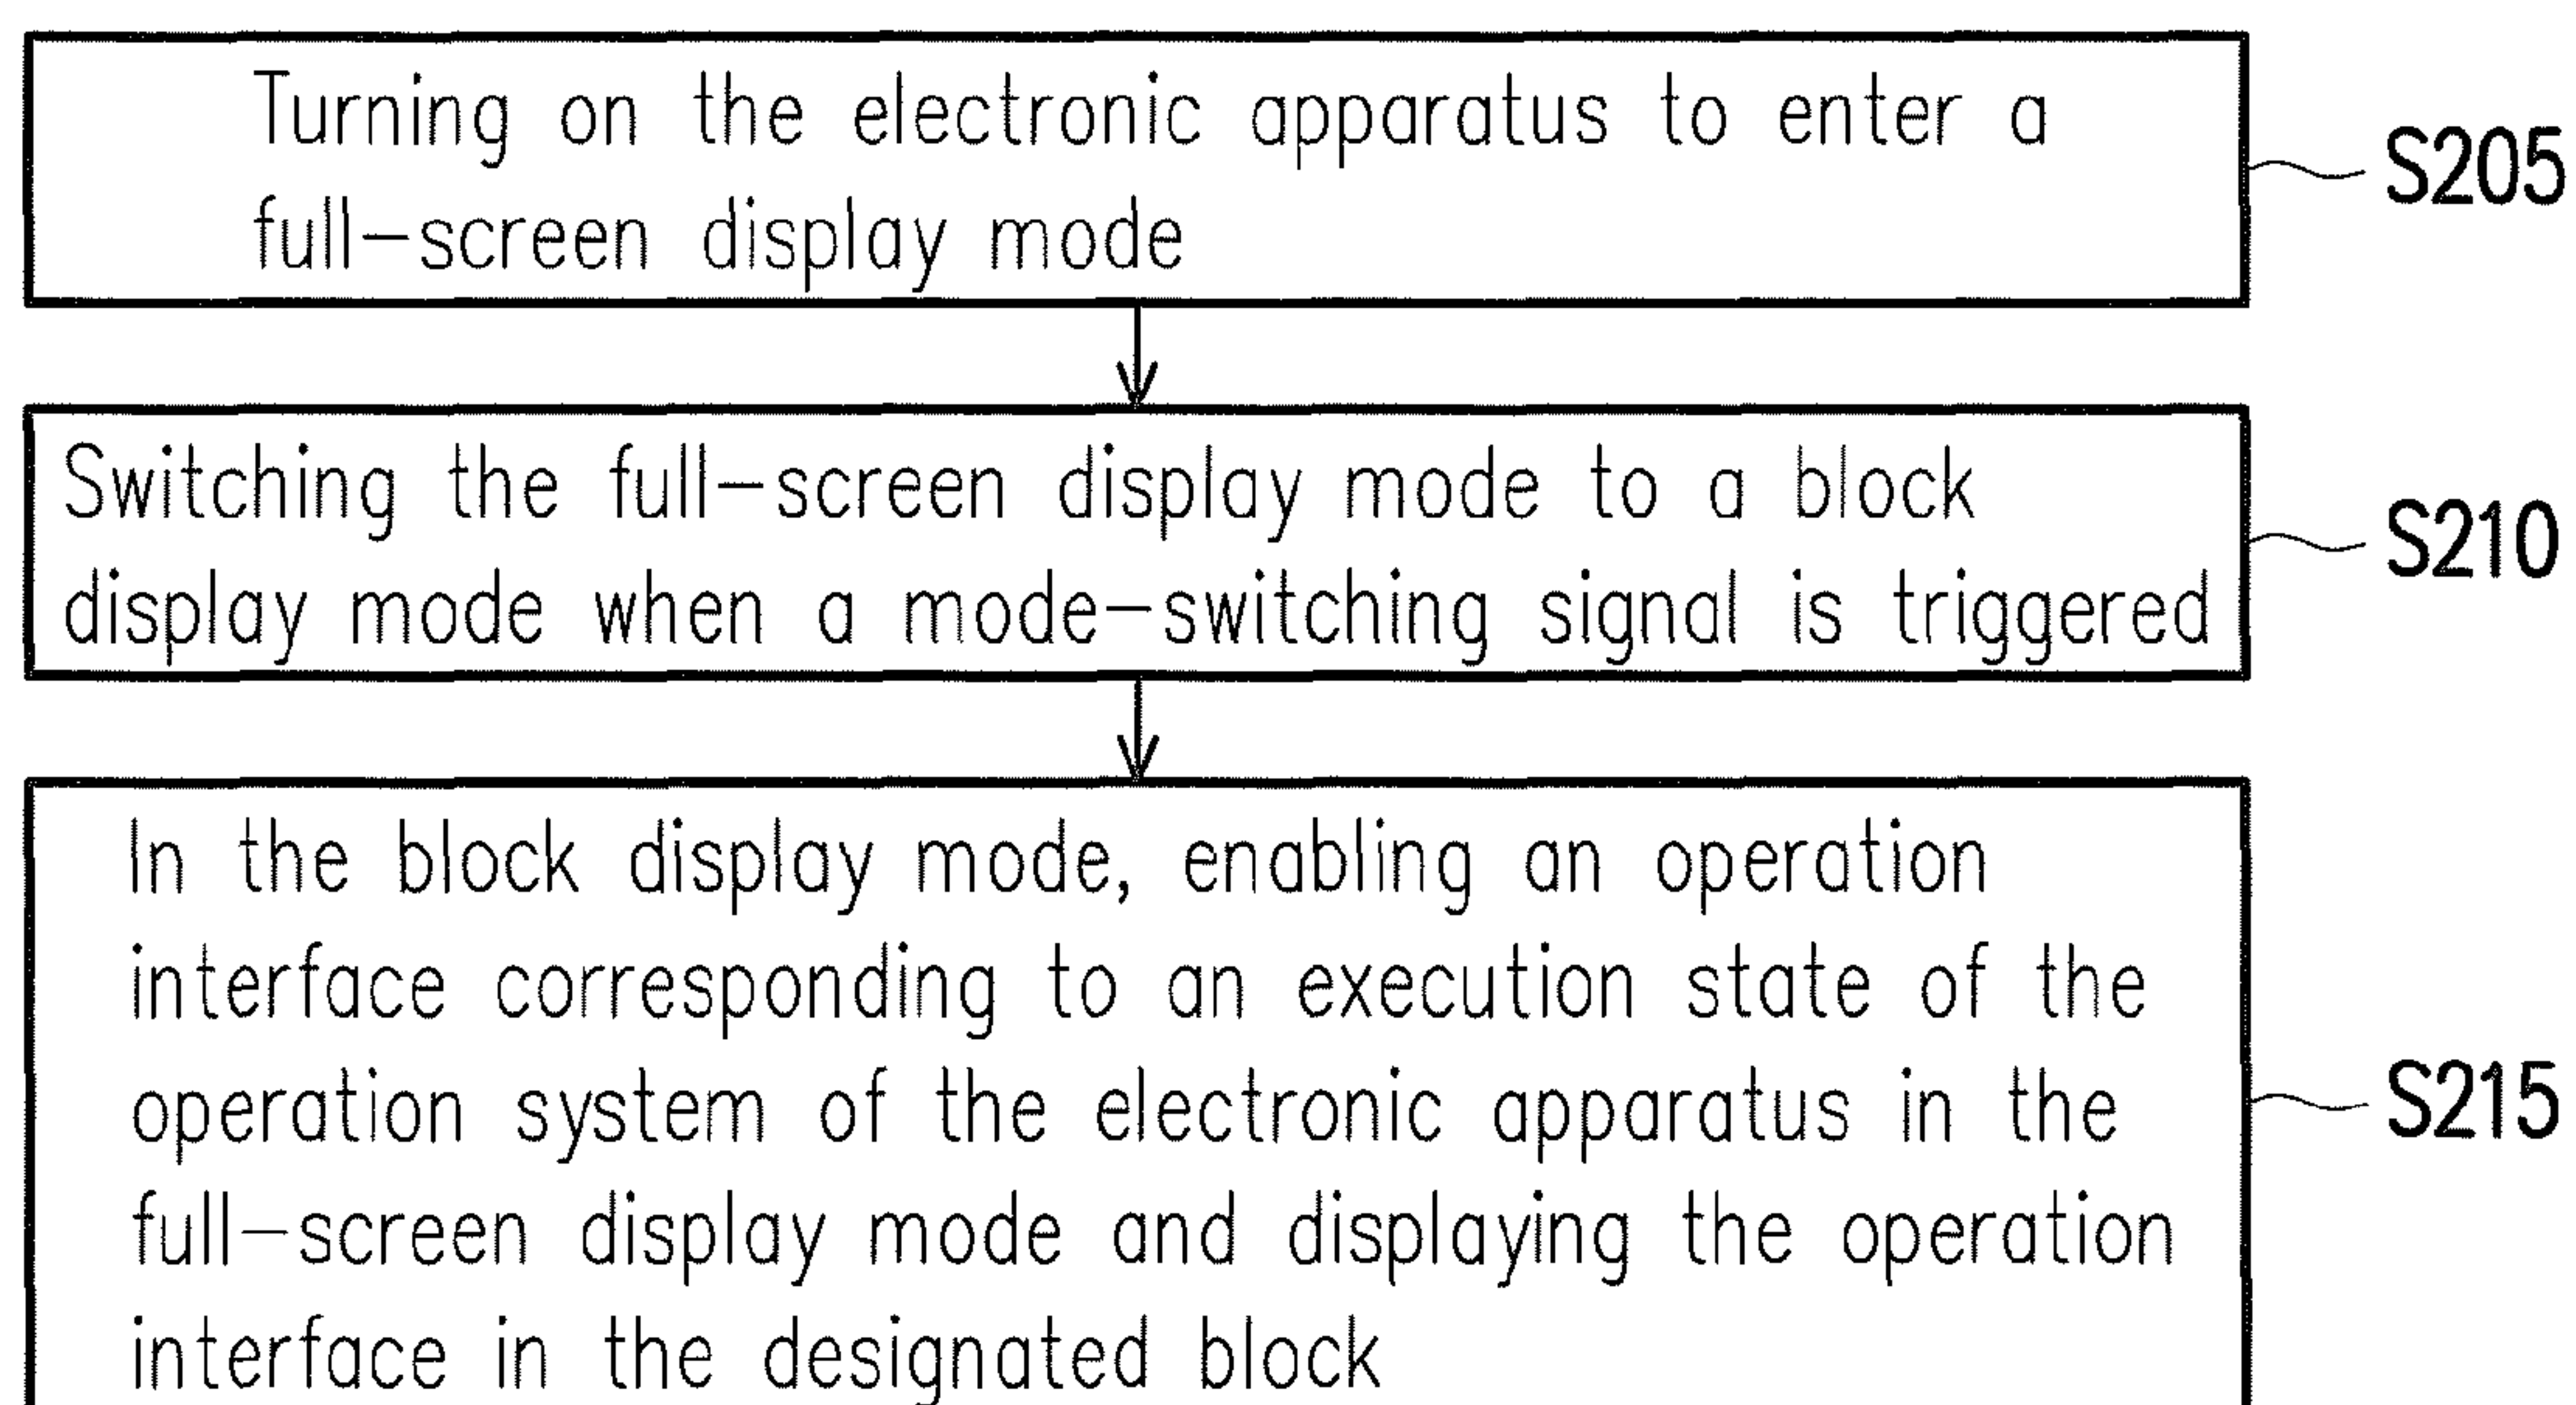 Turning on the electronic apparatus to enter a
full-screen display mode
S205
Switching the full-screen display mode to a block
display mode when a mode-switching signal is triggered
S210
In the block display mode, enabling an operation
interface corresponding to an execution state of the
operation system of the electronic apparatus in the
full-screen display mode and displaying the operation
interface in the designated block
S215